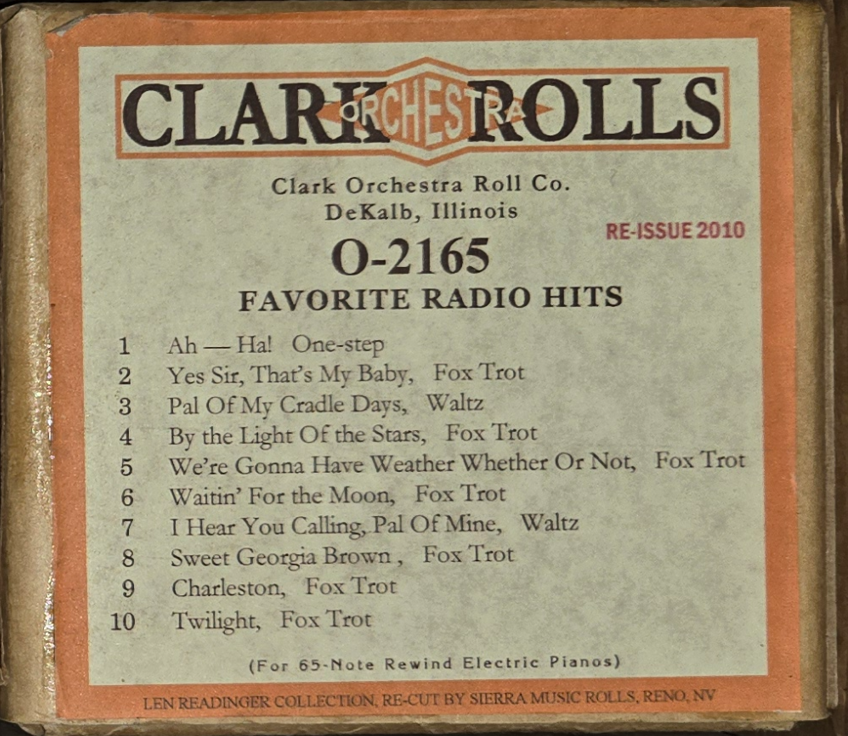 CLARK ORCHESTRA ROLLS
Clark Orchestra Roll Co.
DeKalb, Illinois
RE-ISSUE 2010
O-2165
FAVORITE RADIO HITS
1 Ah — Ha! One-step
2 Yes Sir, That's My Baby, Fox Trot
3 Pal Of My Cradle Days, Waltz
4 By the Light Of the Stars, Fox Trot
5 We're Gonna Have Weather Whether Or Not, Fox Trot
6 Waitin' For the Moon, Fox Trot
7 I Hear You Calling, Pal Of Mine, Waltz
8 Sweet Georgia Brown , Fox Trot
9 Charleston, Fox Trot
10 Twilight, Fox Trot
(For 65-Note Rewind Electric Pianos)
LEN READINGER COLLECTION, RE-CUT BY SIERRA MUSIC ROLLS, RENO, NV